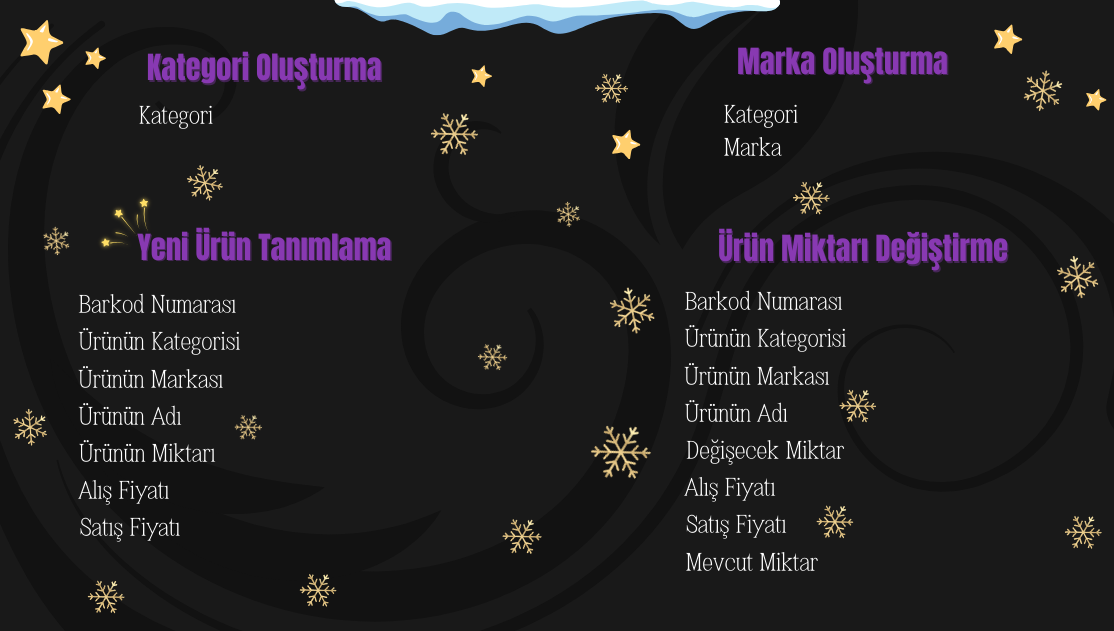 Kategori Oluşturma
Kategori
Marka Oluşturma
Kategori
Marka
Yeni Ürün Tanımlama
Barkod Numarası
Ürünün Kategorisi
Ürünün Markası
Ürünün Adı
Ürünün Miktarı
Alış Fiyatı
Satış Fiyatı
Ürün Miktarı Değiştirme
Barkod Numarası
Ürünün Kategorisi
Ürünün Markası
Ürünün Adı
Değişecek Miktar
Alış Fiyatı
Satış Fiyatı
Mevcut Miktar